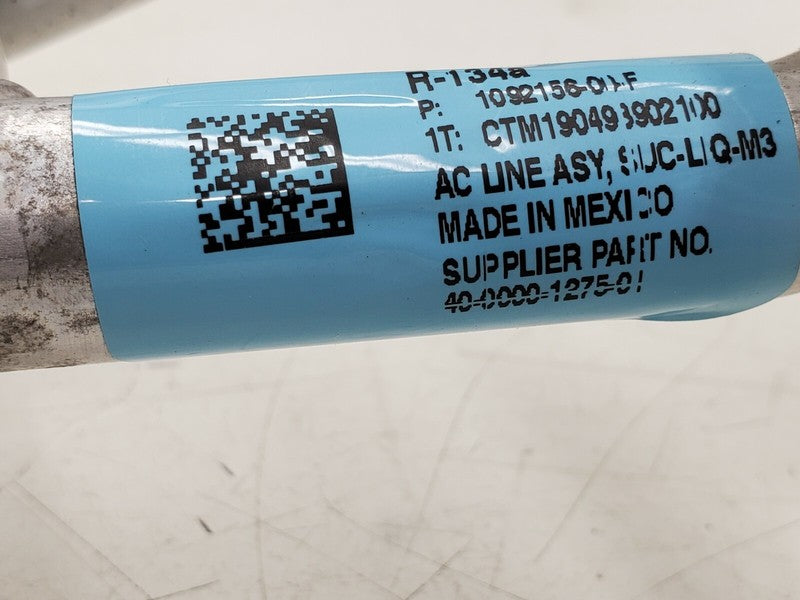 R-134a
P: 1092156-00-F
1T: CTM190498902100
AC LINE ASY, SUC-LIQ-M3
MADE IN MEXICO
SUPPLIER PART NO.
40-0000-1275-01